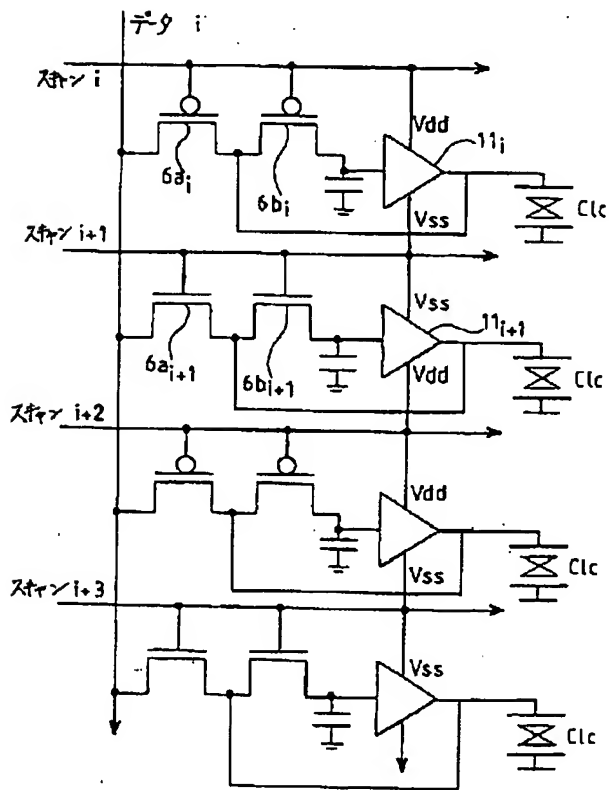 データ i
スキャン i
Vdd
11i
6ai
6bi
Clc
Vss
スキャン i+1
Vss
11i+1
6ai+1
6bi+1
Vdd
Clc
スキャン i+2
Vdd
Vss
Clc
スキャン i+3
Vss
Clc